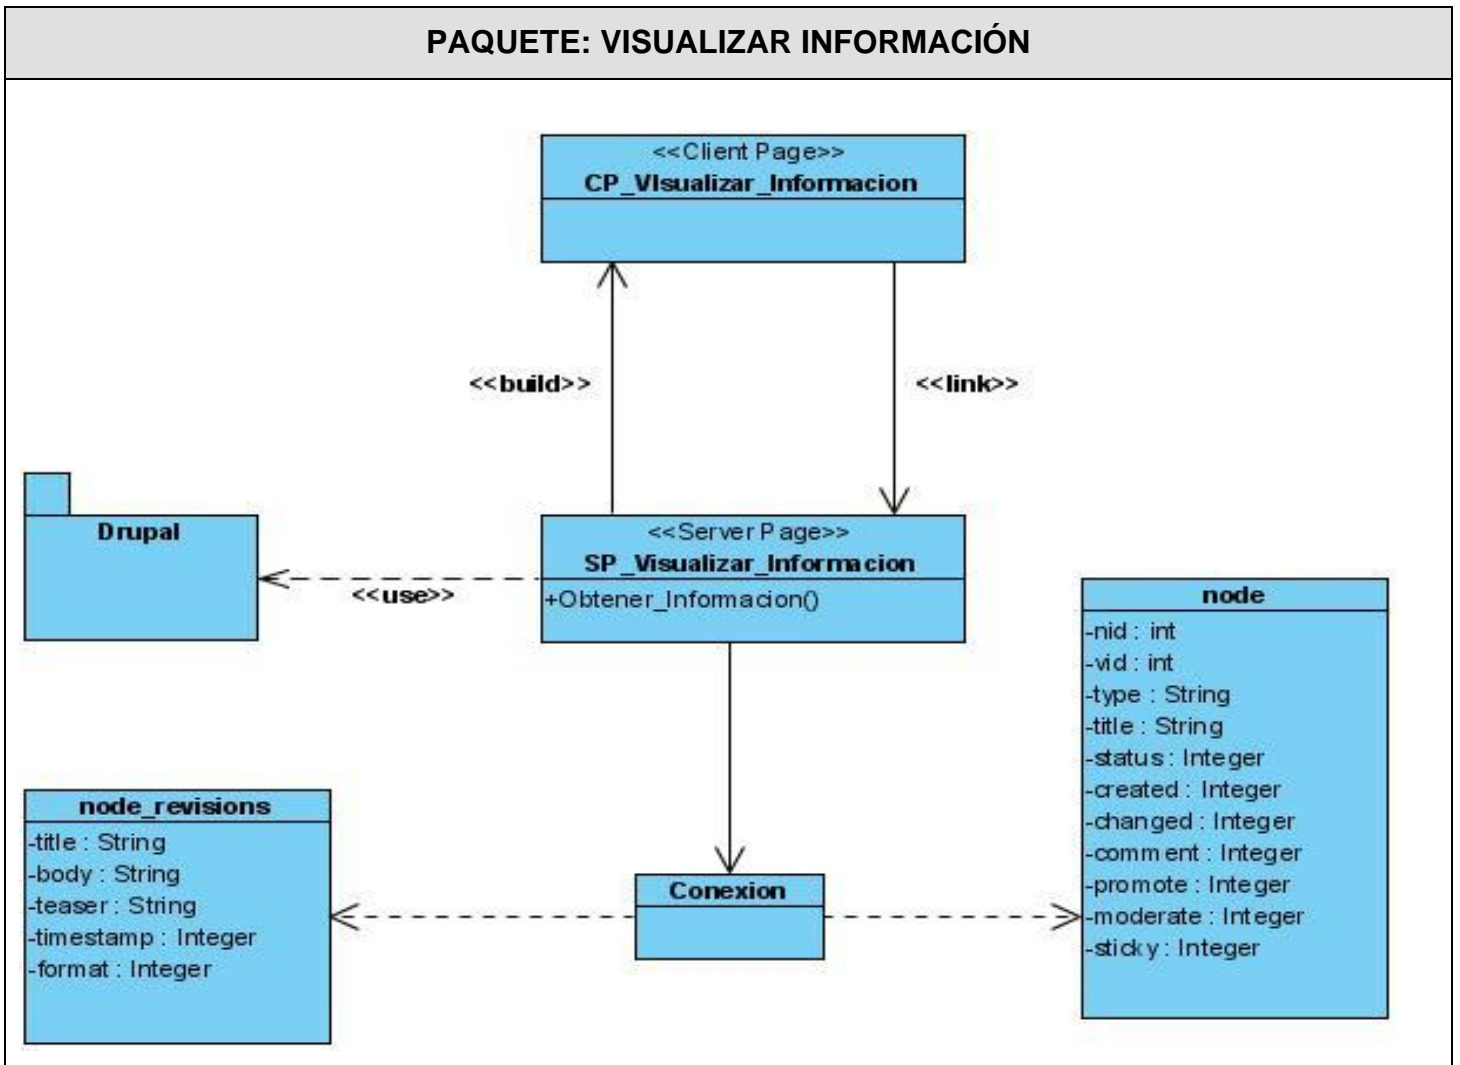 PAQUETE: VISUALIZAR INFORMACIÓN
<<Client Page>>
CP_VIsualizar_Informacion
<<build>>
<<link>>
Drupal
<<use>>
<<Server Page>>
SP_Visualizar_Informacion
+Obtener_Informacion()
node
-nid : int
-vid : int
-type : String
-title : String
-status : Integer
-created : Integer
-changed : Integer
-comment : Integer
-promote : Integer
-moderate : Integer
-sticky : Integer
node_revisions
-title : String
-body : String
-teaser : String
-timestamp : Integer
-format : Integer
Conexion